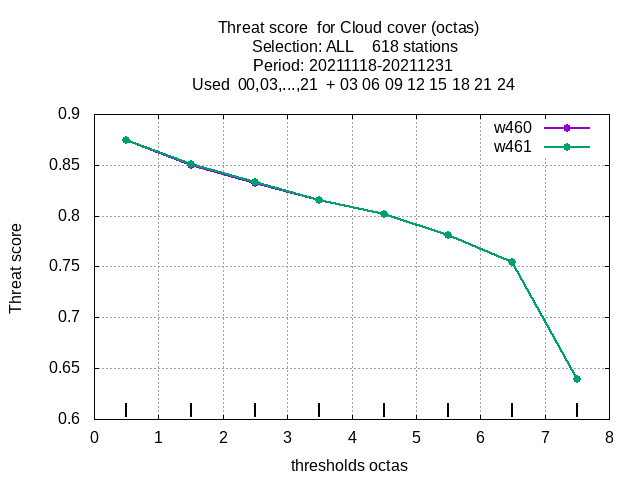 Threat score  for Cloud cover (octas)
Selection: ALL    618 stations
Period: 20211118-20211231
Used  00,03,...,21  + 03 06 09 12 15 18 21 24
w460
w461
0.9
0.85
0.8
0.75
0.7
0.65
0.6
Threat score
0 1 2 3 4 5 6 7 8
thresholds octas